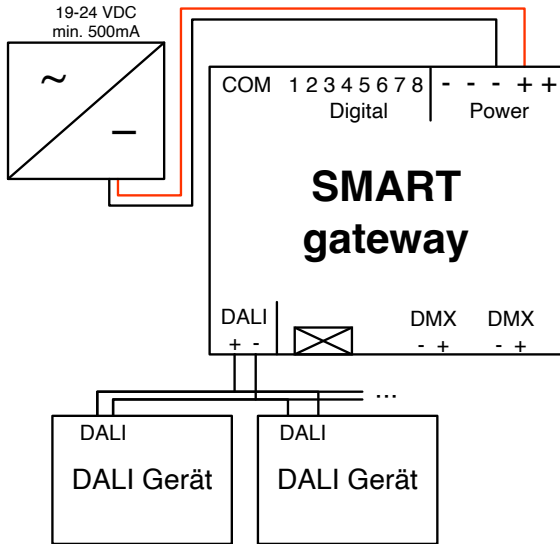 19-24 VDC
min. 500mA
~
–
COM 1 2 3 4 5 6 7 8 - - - + +
Digital Power
SMART
gateway
DALI DMX DMX
+ - - + - +
...
DALI DALI
DALI Gerät DALI Gerät